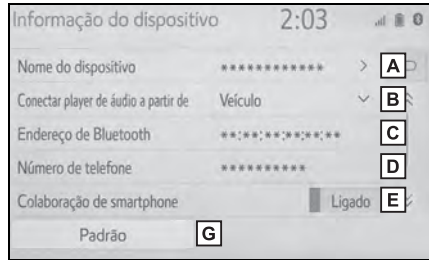 Informação do dispositivo 2:03
Nome do dispositivo ************ > A
Conectar player de áudio a partir de Veículo B
Endereço de Bluetooth **:**:**:**:**:** C
Número de telefone ********** D
Colaboração de smartphone Ligado E
Padrão G